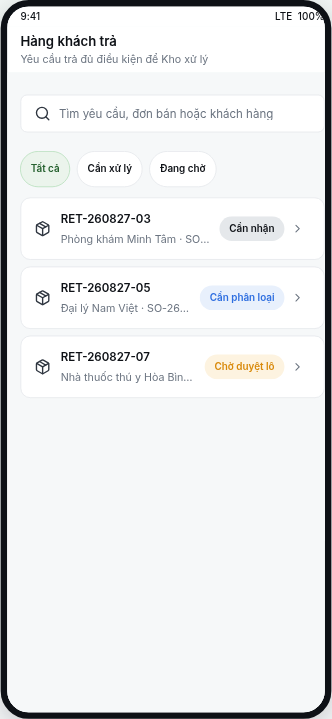 9:41 LTE 100%
Hàng khách trả
Yêu cầu trả đủ điều kiện để Kho xử lý
Tìm yêu cầu, đơn bán hoặc khách hàng
Tất cả Cần xử lý Đang chờ
RET-260827-03
Phòng khám Minh Tâm · SO... Cần nhận
RET-260827-05
Đại lý Nam Việt · SO-26... Cần phân loại
RET-260827-07
Nhà thuốc thú y Hòa Bìn... Chờ duyệt lô